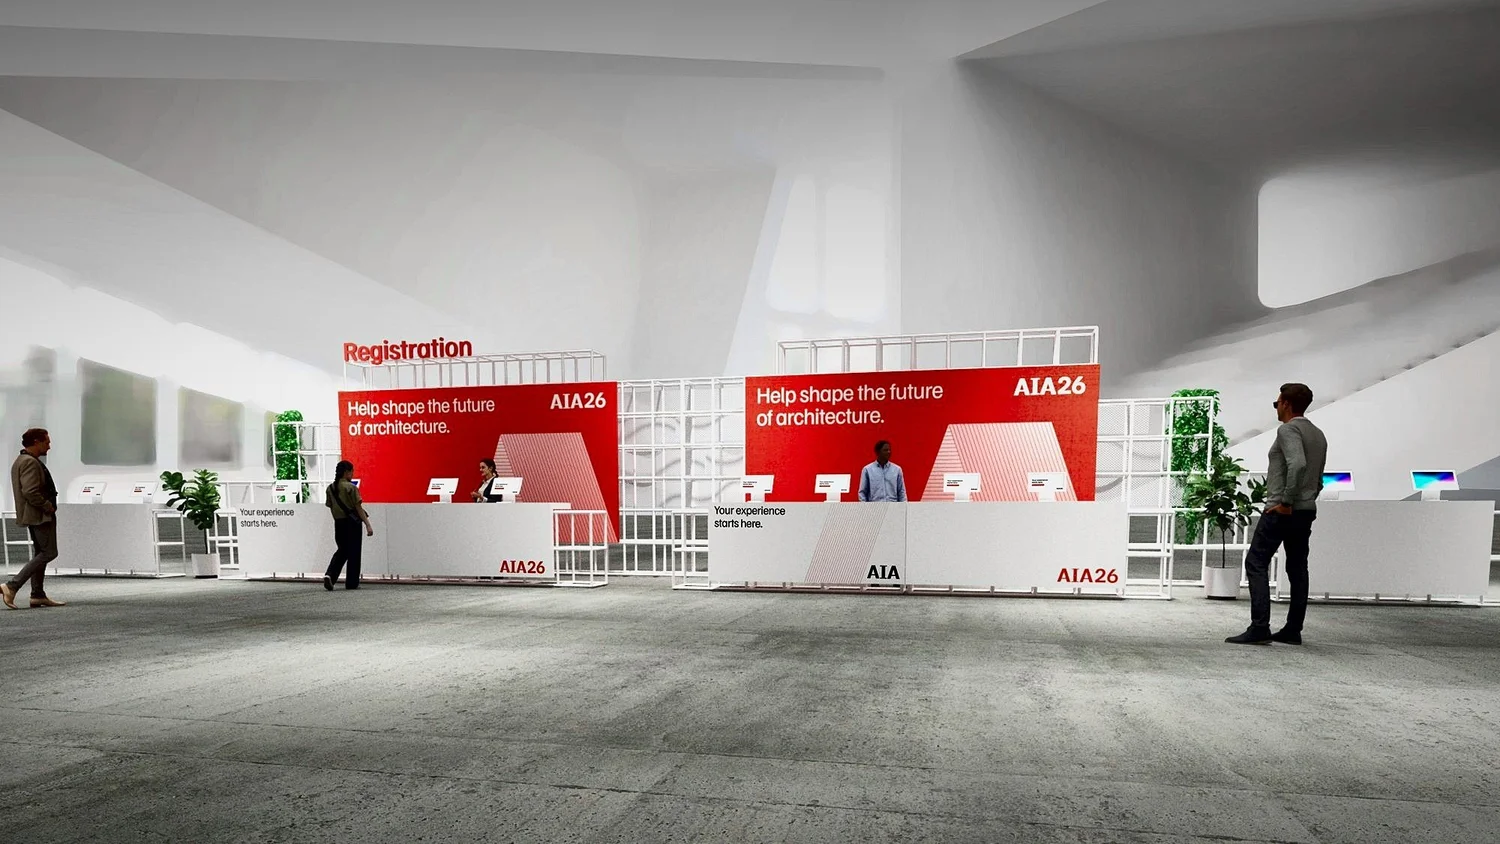 Registration
Help shape the future
of architecture.
AIA26
Help shape the future
of architecture.
AIA26
Your experience
starts here.
AIA26
Your experience
starts here.
AIA
AIA26